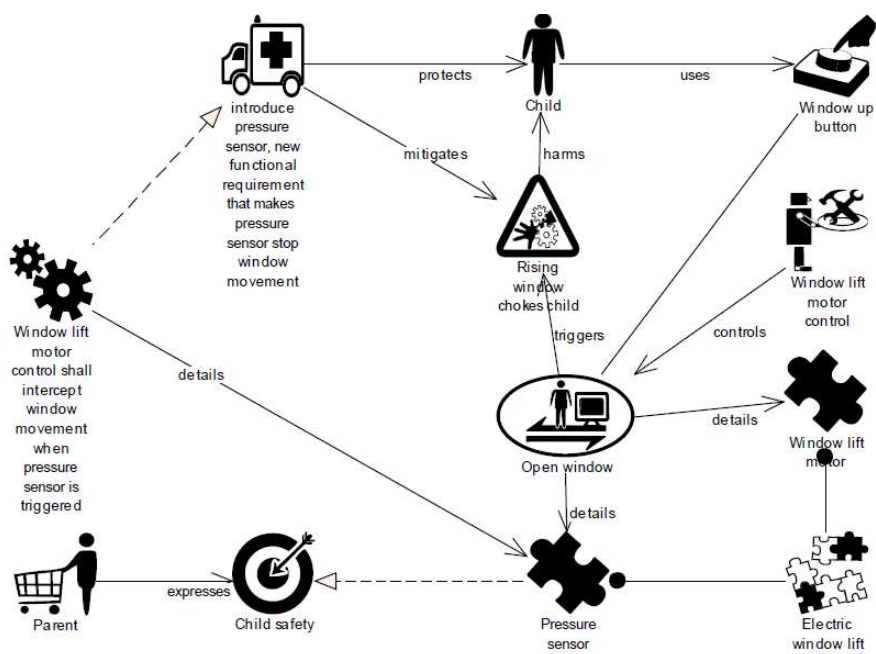 protects
uses
Child
introduce
pressure
sensor, new
functional
requirement
that makes
pressure
sensor stop
window
movement
Window up
button
mitigates
harms
Rising
window
chokes child
Window lift
motor
control
Window lift
motor
control shall
intercept
window
movement
when
pressure
sensor is
triggered
triggers
controls
details
details
Open window
Window lift
motor
details
expresses
Parent
Child safety
Pressure
sensor
Electric
window lift